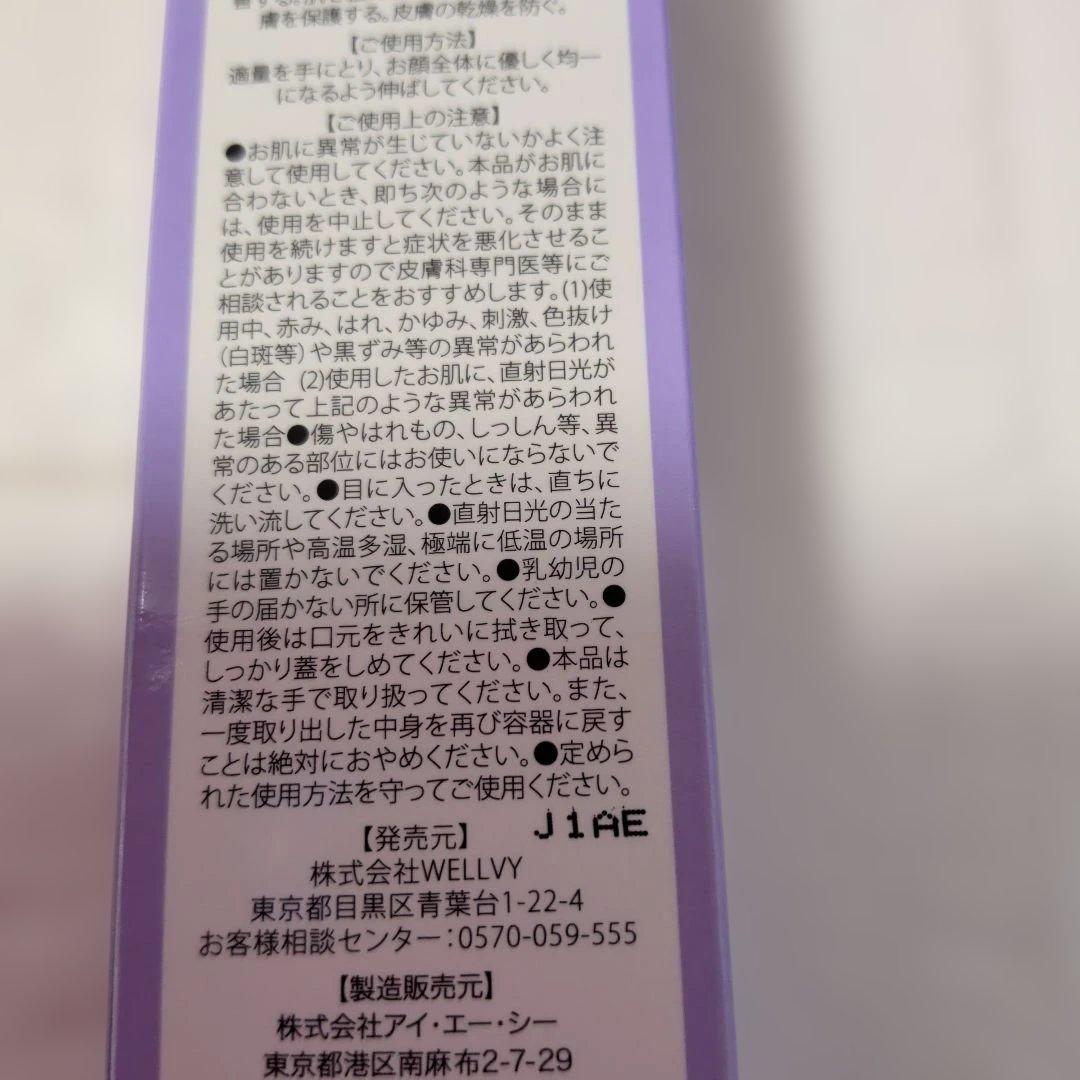 膚を保護する。皮膚の乾燥を防ぐ。
【ご使用方法】
適量を手にとり、お顔全体に優しく均一
になるよう伸ばしてください。
【ご使用上の注意】
●お肌に異常が生じていないかよく注
意して使用してください。本品がお肌に
合わないとき、即ち次のような場合に
は、使用を中止してください。そのまま
使用を続けますと症状を悪化させるこ
とがありますので皮膚科専門医等にご
相談されることをおすすめします。(1)使
用中、赤み、はれ、かゆみ、刺激、色抜け
（白斑等）や黒ずみ等の異常があらわれ
た場合 (2)使用したお肌に、直射日光が
あたって上記のような異常があらわれ
た場合●傷やはれもの、しっしん等、異
常のある部位にはお使いにならないで
ください。●目に入ったときは、直ちに
洗い流してください。●直射日光の当た
る場所や高温多湿、極端に低温の場所
には置かないでください。●乳幼児の
手の届かない所に保管してください。●
使用後は口元をきれいに拭き取って、
しっかり蓋をしめてください。●本品は
清潔な手で取り扱ってください。また、
一度取り出した中身を再び容器に戻す
ことは絶対におやめください。●定めら
れた使用方法を守ってご使用ください。
J1AE
【発売元】
株式会社WELLVY
東京都目黒区青葉台1-22-4
お客様相談センター：0570-059-555
【製造販売元】
株式会社アイ・エー・シー
東京都港区南麻布2-7-29